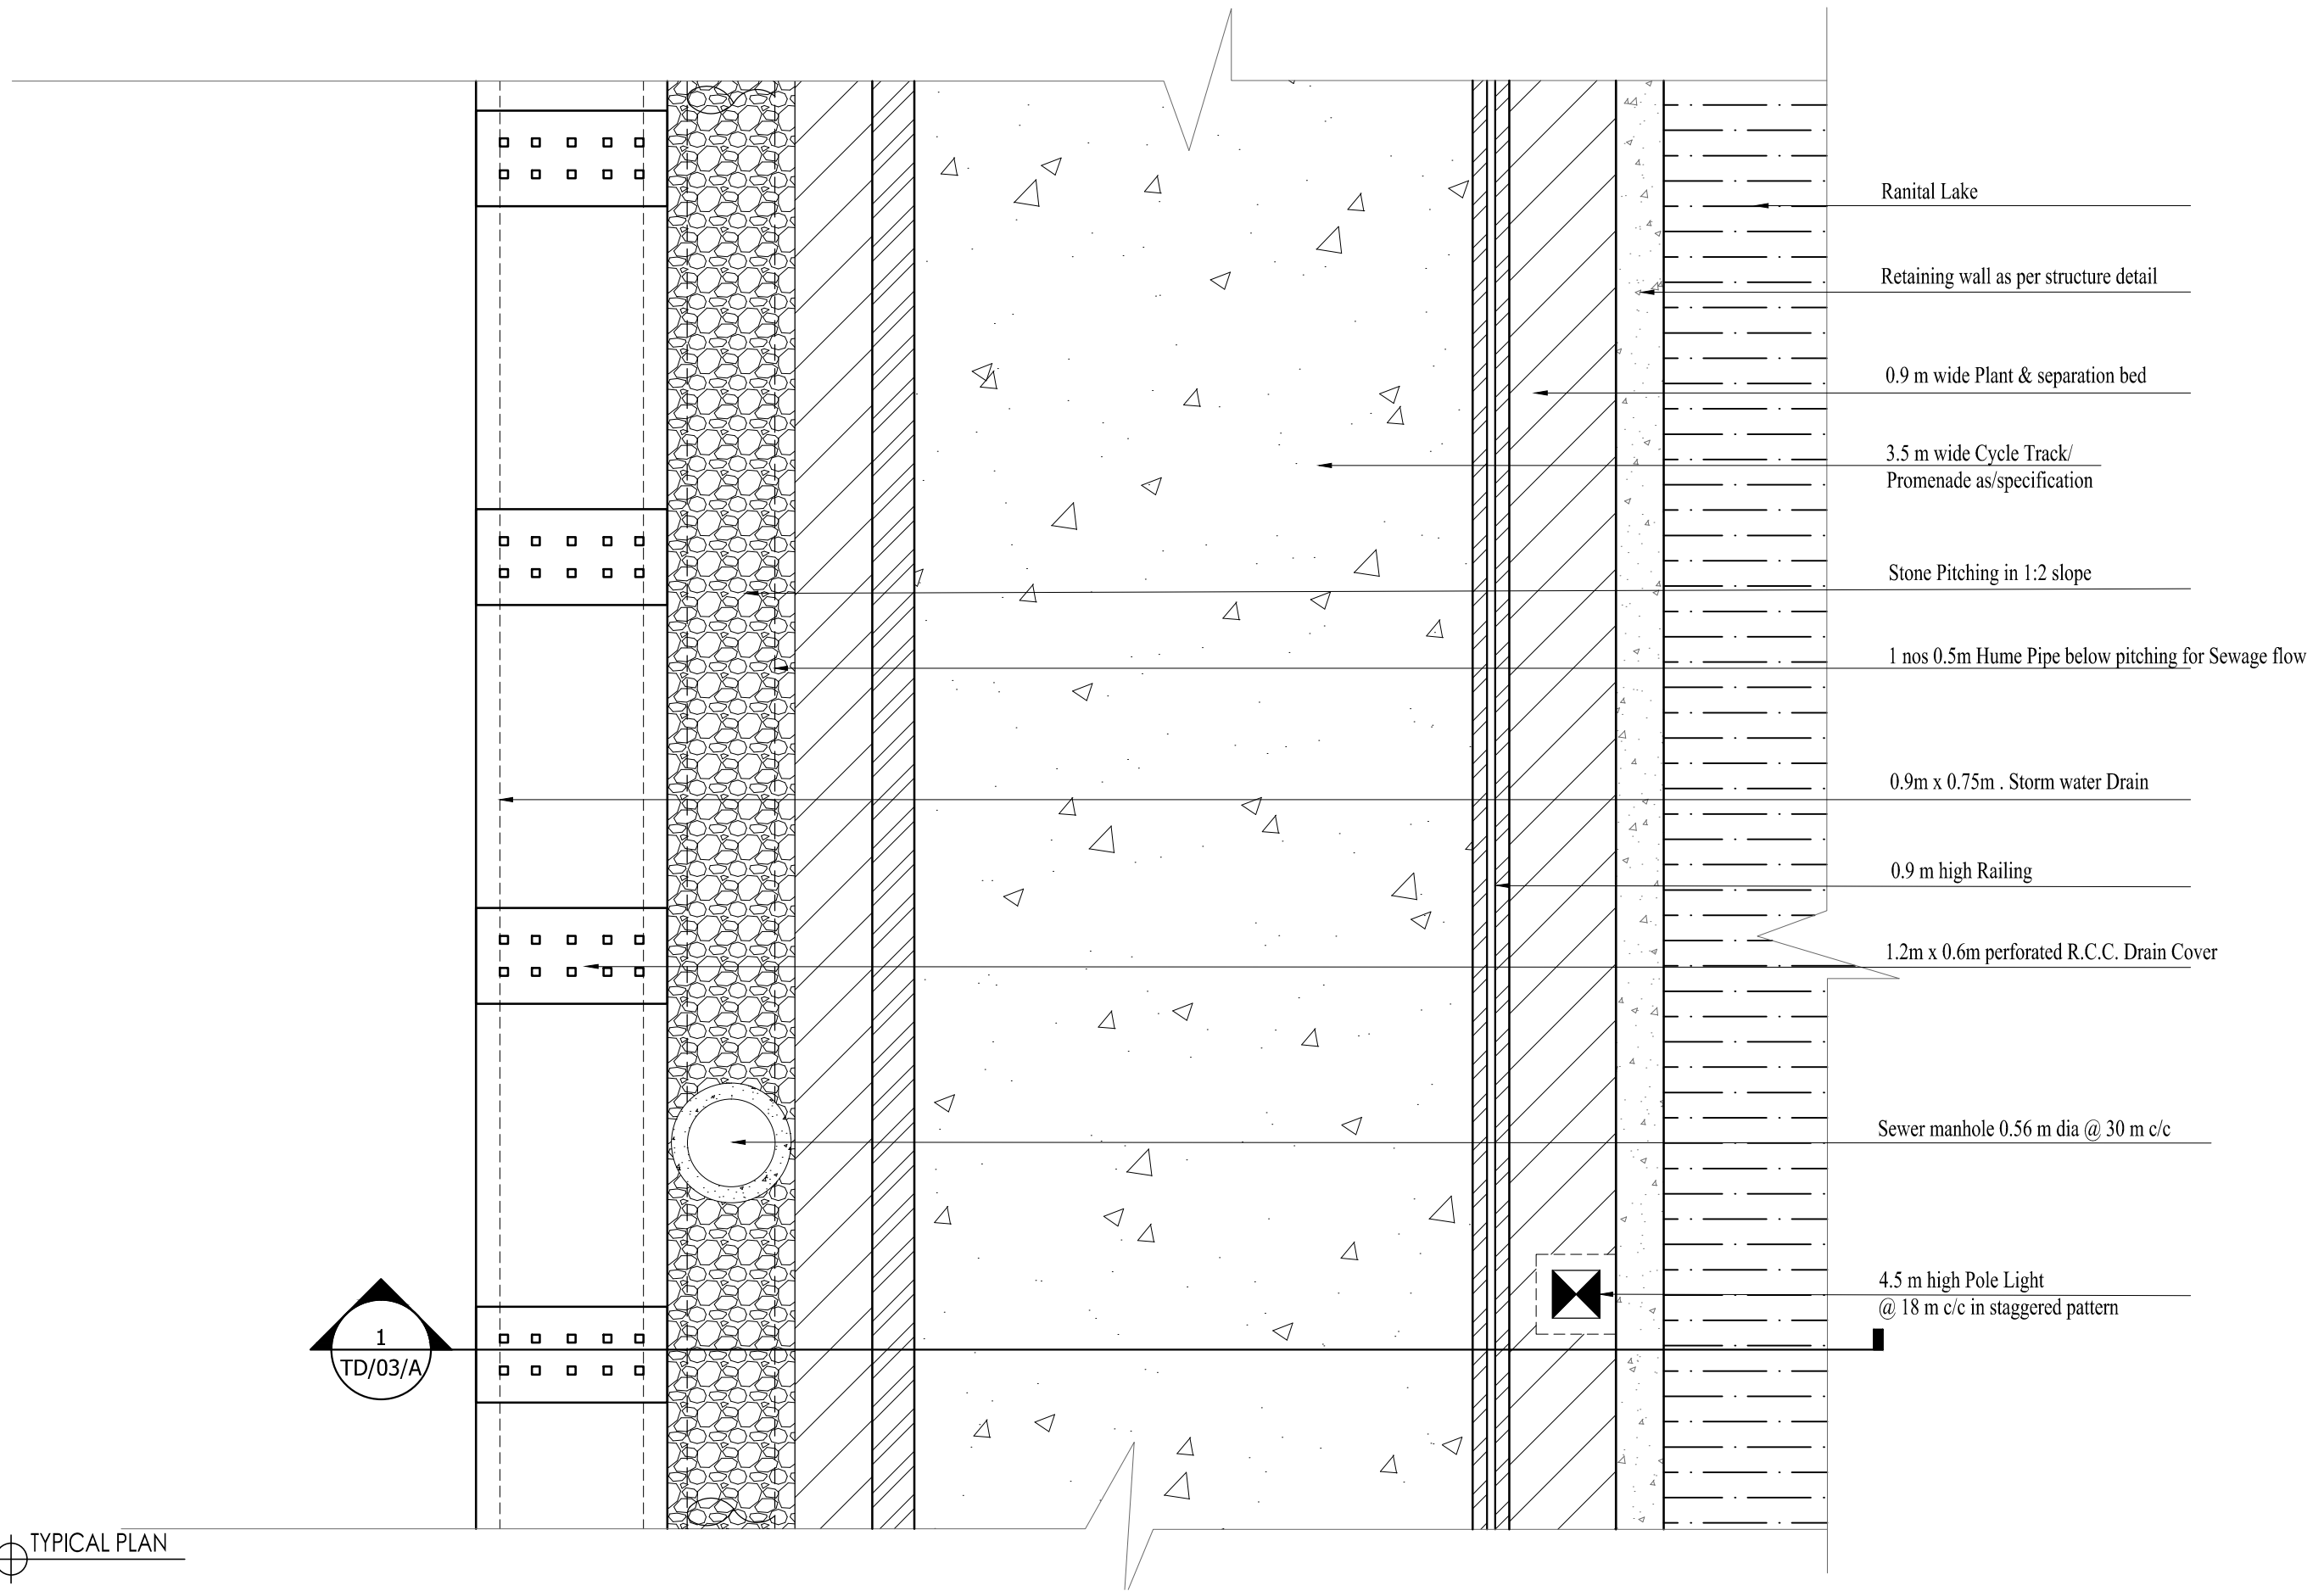 Ranital Lake
Retaining wall as per structure detail
0.9 m wide Plant & separation bed
3.5 m wide Cycle Track/
Promenade as/specification
Stone Pitching in 1:2 slope
1 nos 0.5m Hume Pipe below pitching for Sewage flow
0.9m x 0.75m . Storm water Drain
0.9 m high Railing
1.2m x 0.6m perforated R.C.C. Drain Cover
Sewer manhole 0.56 m dia @ 30 m c/c
4.5 m high Pole Light
@ 18 m c/c in staggered pattern
1
TD/03/A
TYPICAL PLAN